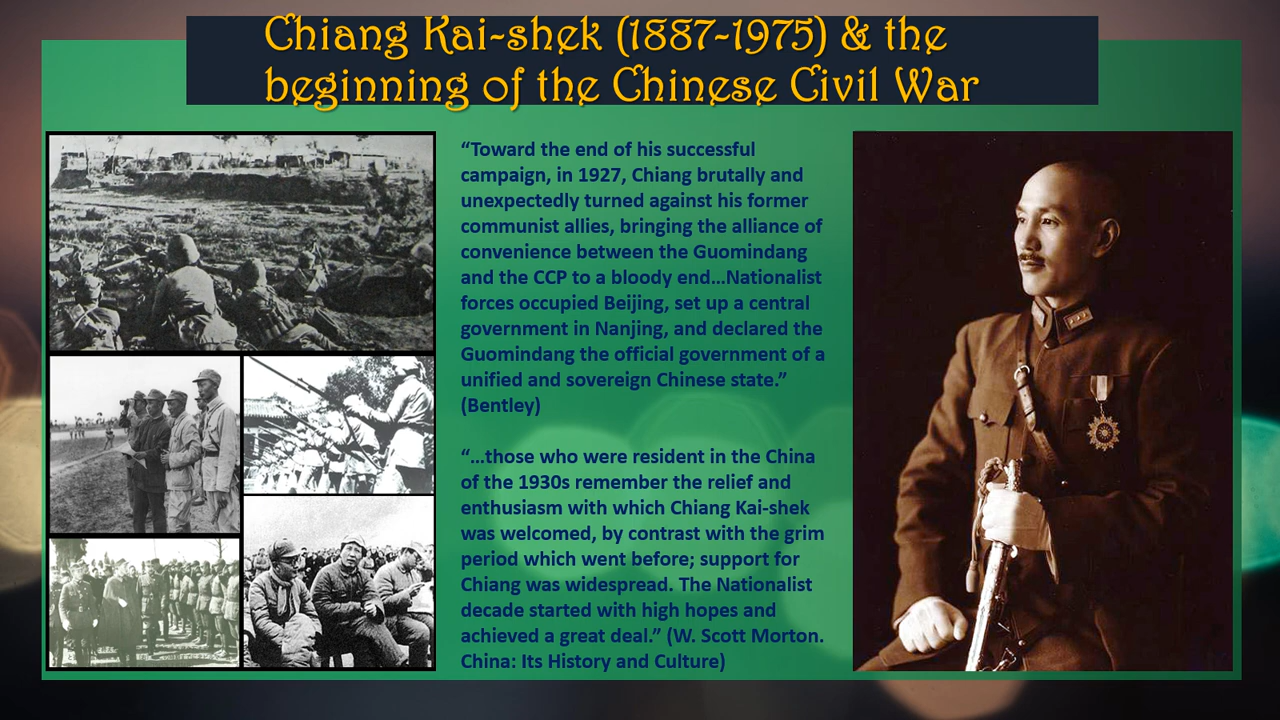 Chiang Kai-shek (1887-1975) & the
beginning of the Chinese Civil War
“Toward the end of his successful
campaign, in 1927, Chiang brutally and
unexpectedly turned against his former
communist allies, bringing the alliance of
convenience between the Guomindang
and the CCP to a bloody end…Nationalist
forces occupied Beijing, set up a central
government in Nanjing, and declared the
Guomindang the official government of a
unified and sovereign Chinese state.”
(Bentley)
“…those who were resident in the China
of the 1930s remember the relief and
enthusiasm with which Chiang Kai-shek
was welcomed, by contrast with the grim
period which went before; support for
Chiang was widespread. The Nationalist
decade started with high hopes and
achieved a great deal.” (W. Scott Morton.
China: Its History and Culture)